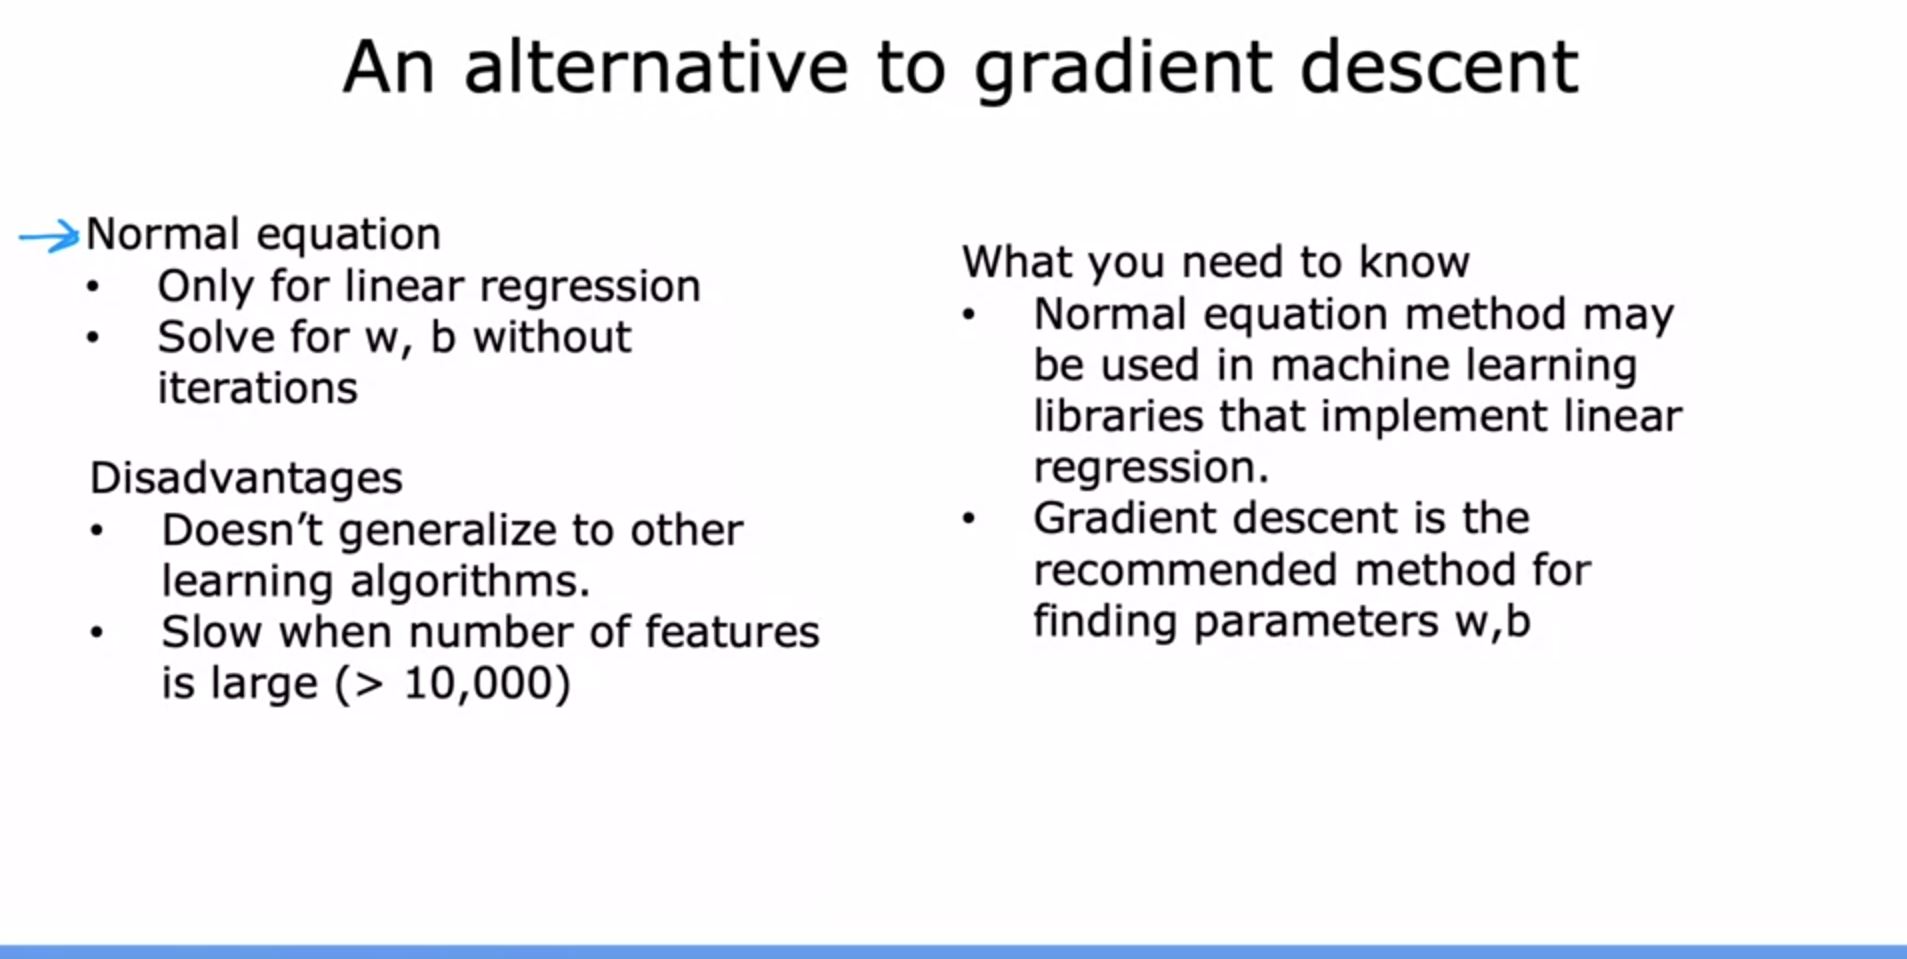 An alternative to gradient descent
Normal equation
• Only for linear regression
• Solve for w, b without
iterations
Disadvantages
• Doesn’t generalize to other
learning algorithms.
• Slow when number of features
is large (> 10,000)
What you need to know
• Normal equation method may
be used in machine learning
libraries that implement linear
regression.
• Gradient descent is the
recommended method for
finding parameters w,b